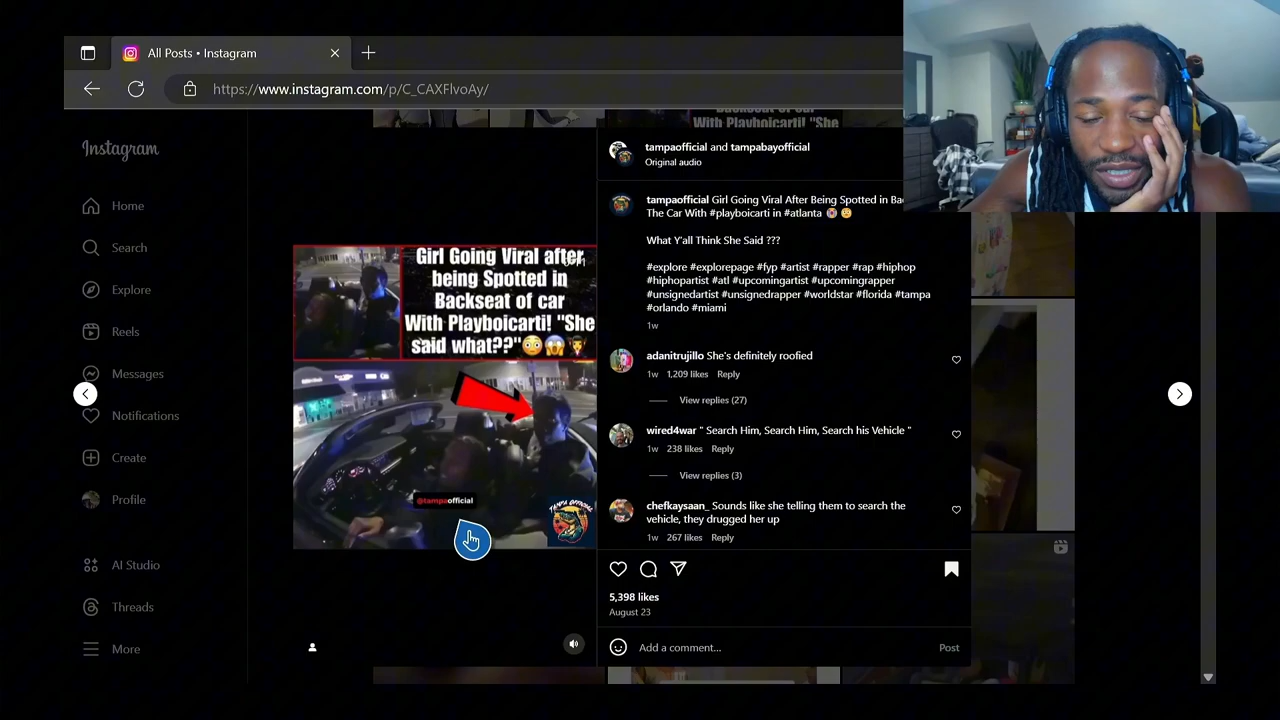 All Posts • Instagram
https://www.instagram.com/p/C_CAXFlvoAy/
Instagram
Home
Search
Explore
Reels
Messages
Notifications
Create
Profile
AI Studio
Threads
More
With Playboicarti! "She
Girl Going Viral after
being Spotted in
Backseat of car
With Playboicarti! "She
said what??"😳😱🧛‍♀️
@tampaofficial
TAMPA OFFICIAL
tampaofficial and tampabayofficial
Original audio
tampaofficial Girl Going Viral After Being Spotted in
The Car With #playboicarti in #atlanta
What Y'all Think She Said ???
#explore #explorepage #fyp #artist #rapper #rap #hiphop
#hiphopartist #atl #upcomingartist #upcomingrapper
#unsignedartist #unsignedrapper #worldstar #florida #tampa
#orlando #miami
1w
adanitrujillo She's definitely roofied
1w 1,209 likes Reply
View replies (27)
wired4war " Search Him, Search Him, Search his Vehicle "
1w 238 likes Reply
View replies (3)
chefkaysaan_ Sounds like she telling them to search the
vehicle, they drugged her up
1w 267 likes Reply
5,398 likes
August 23
Add a comment...
Post